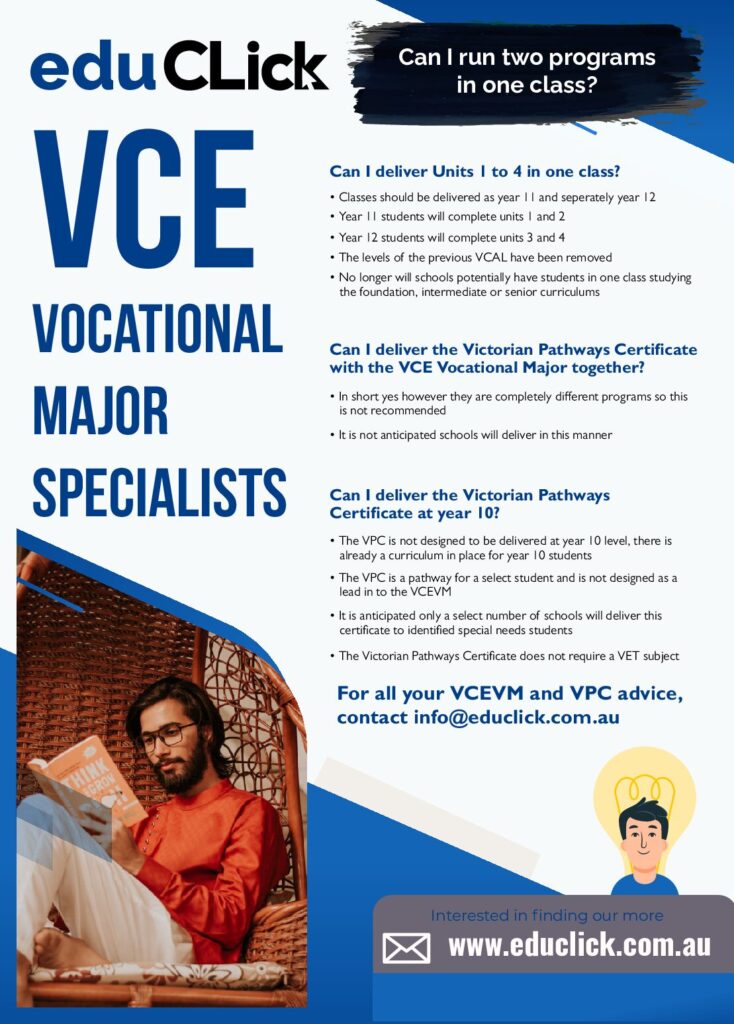 eduCLick
Can I run two programs
in one class?
VCE
VOCATIONAL
MAJOR
SPECIALISTS
Can I deliver Units 1 to 4 in one class?
• Classes should be delivered as year 11 and seperately year 12
• Year 11 students will complete units 1 and 2
• Year 12 students will complete units 3 and 4
• The levels of the previous VCAL have been removed
• No longer will schools potentially have students in one class studying
the foundation, intermediate or senior curriculums
Can I deliver the Victorian Pathways Certificate
with the VCE Vocational Major together?
• In short yes however they are completely different programs so this
is not recommended
• It is not anticipated schools will deliver in this manner
Can I deliver the Victorian Pathways
Certificate at year 10?
• The VPC is not designed to be delivered at year 10 level, there is
already a curriculum in place for year 10 students
• The VPC is a pathway for a select student and is not designed as a
lead in to the VCEVM
• It is anticipated only a select number of schools will deliver this
certificate to identified special needs students
• The Victorian Pathways Certificate does not require a VET subject
For all your VCEVM and VPC advice,
contact info@educlick.com.au
THINK
Interested in finding our more
www.educlick.com.au